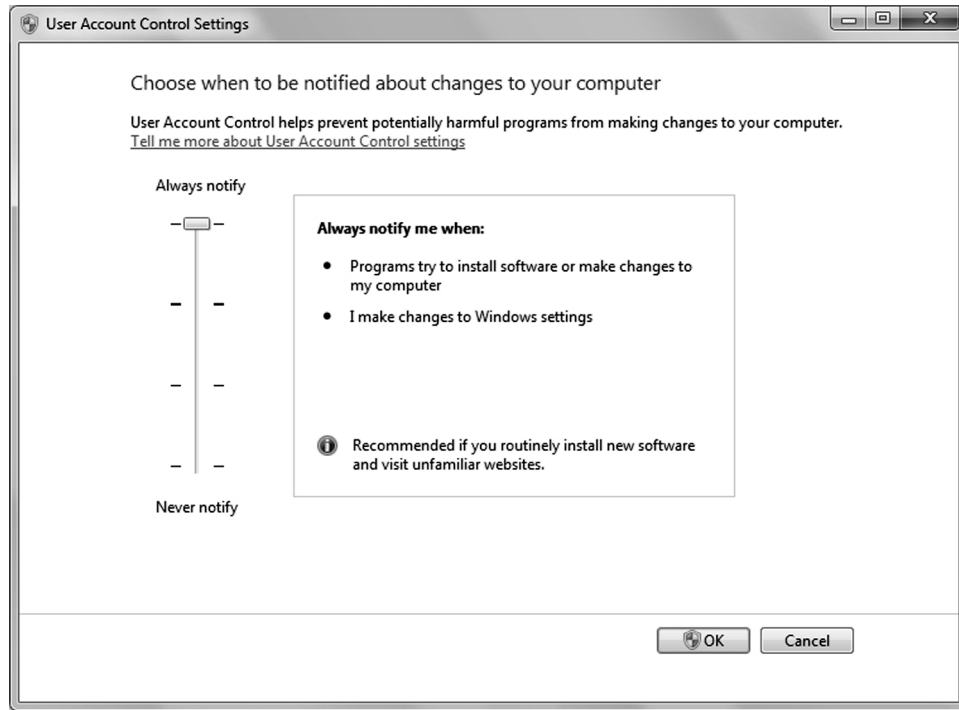 User Account Control Settings
Choose when to be notified about changes to your computer
User Account Control helps prevent potentially harmful programs from making changes to your computer.
Tell me more about User Account Control settings
Always notify
Always notify me when:
Programs try to install software or make changes to
my computer
I make changes to Windows settings
Recommended if you routinely install new software
and visit unfamiliar websites.
Never notify
OK
Cancel